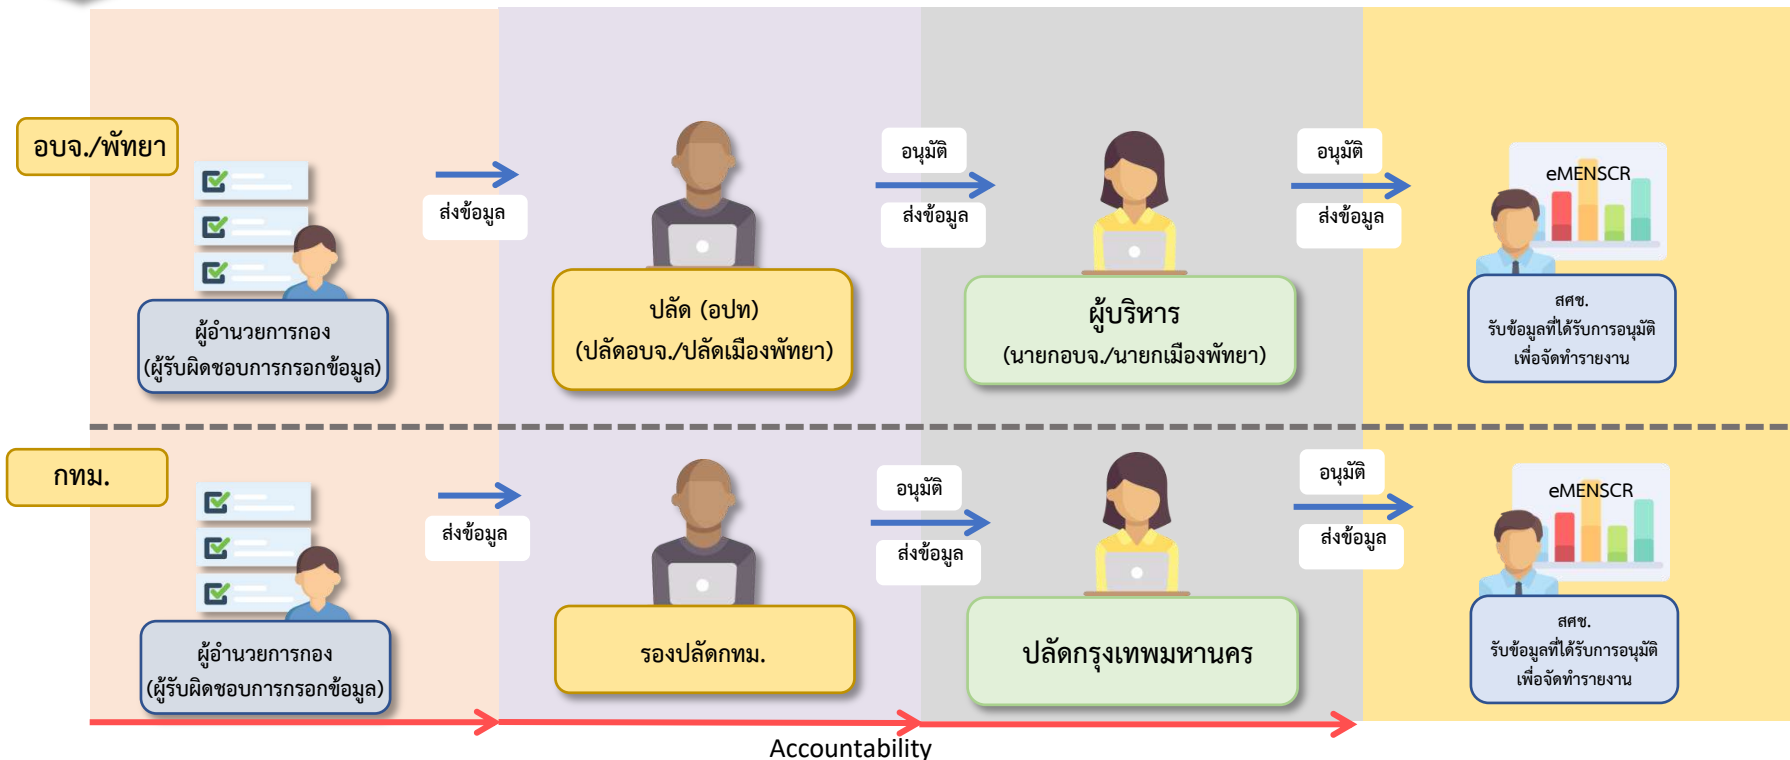 อบจ./พัทยา
ส่งข้อมูล
อนุมัติ
ส่งข้อมูล
อนุมัติ
ส่งข้อมูล
eMENSCR
ผู้อำนวยการกอง
(ผู้รับผิดชอบการกรอกข้อมูล)
ปลัด (อปท)
(ปลัดอบจ./ปลัดเมืองพัทยา)
ผู้บริหาร
(นายกอบจ./นายกเมืองพัทยา)
สศช.
รับข้อมูลที่ได้รับการอนุมัติ
เพื่อจัดทำรายงาน
กทม.
ส่งข้อมูล
อนุมัติ
ส่งข้อมูล
อนุมัติ
ส่งข้อมูล
eMENSCR
ผู้อำนวยการกอง
(ผู้รับผิดชอบการกรอกข้อมูล)
รองปลัดกทม.
ปลัดกรุงเทพมหานคร
สศช.
รับข้อมูลที่ได้รับการอนุมัติ
เพื่อจัดทำรายงาน
Accountability